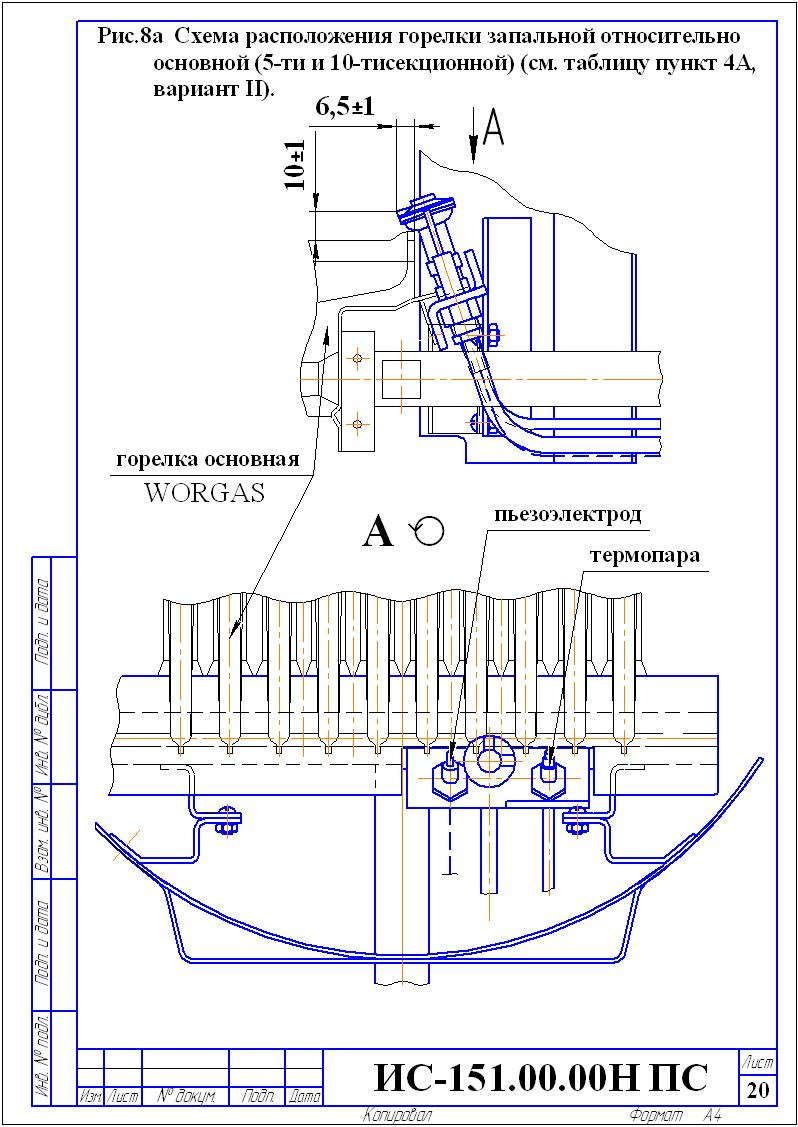 Рис.8а Схема расположения горелки запальной относительно
основной (5-ти и 10-тисекционной) (см. таблицу пункт 4А,
вариант II).
6,5±1
А
10±1
горелка основная
WORGAS
А
пьезоэлектрод
термопара
Подп. и дата
Инв. № дубл.
Взам. инв. №
Подп. и дата
Инв. № подл.
Изм. Лист № докум. Подп. Дата
ИС-151.00.00Н ПС
Лист
20
Копировал
Формат А4